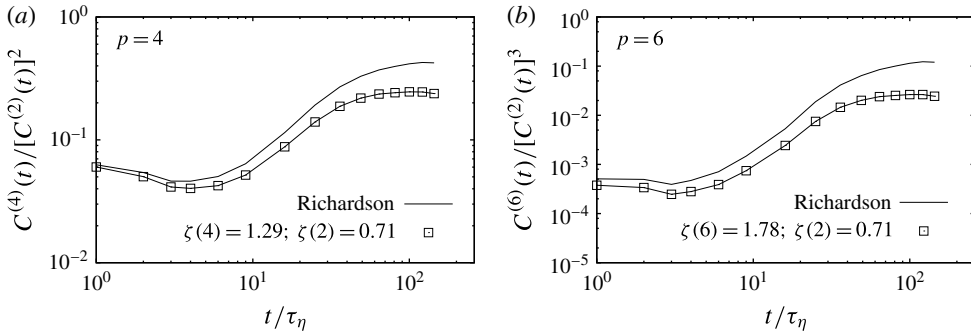 (a)
10^0
p = 4
10^{-1}
10^{-2}
C^{(4)}(t)/[C^{(2)}(t)]^2
Richardson
ζ(4) = 1.29; ζ(2) = 0.71
10^0 10^1 10^2
t/τ_η
(b)
10^0
p = 6
10^{-1}
10^{-2}
10^{-3}
10^{-4}
10^{-5}
C^{(6)}(t)/[C^{(2)}(t)]^3
Richardson
ζ(6) = 1.78; ζ(2) = 0.71
10^0 10^1 10^2
t/τ_η